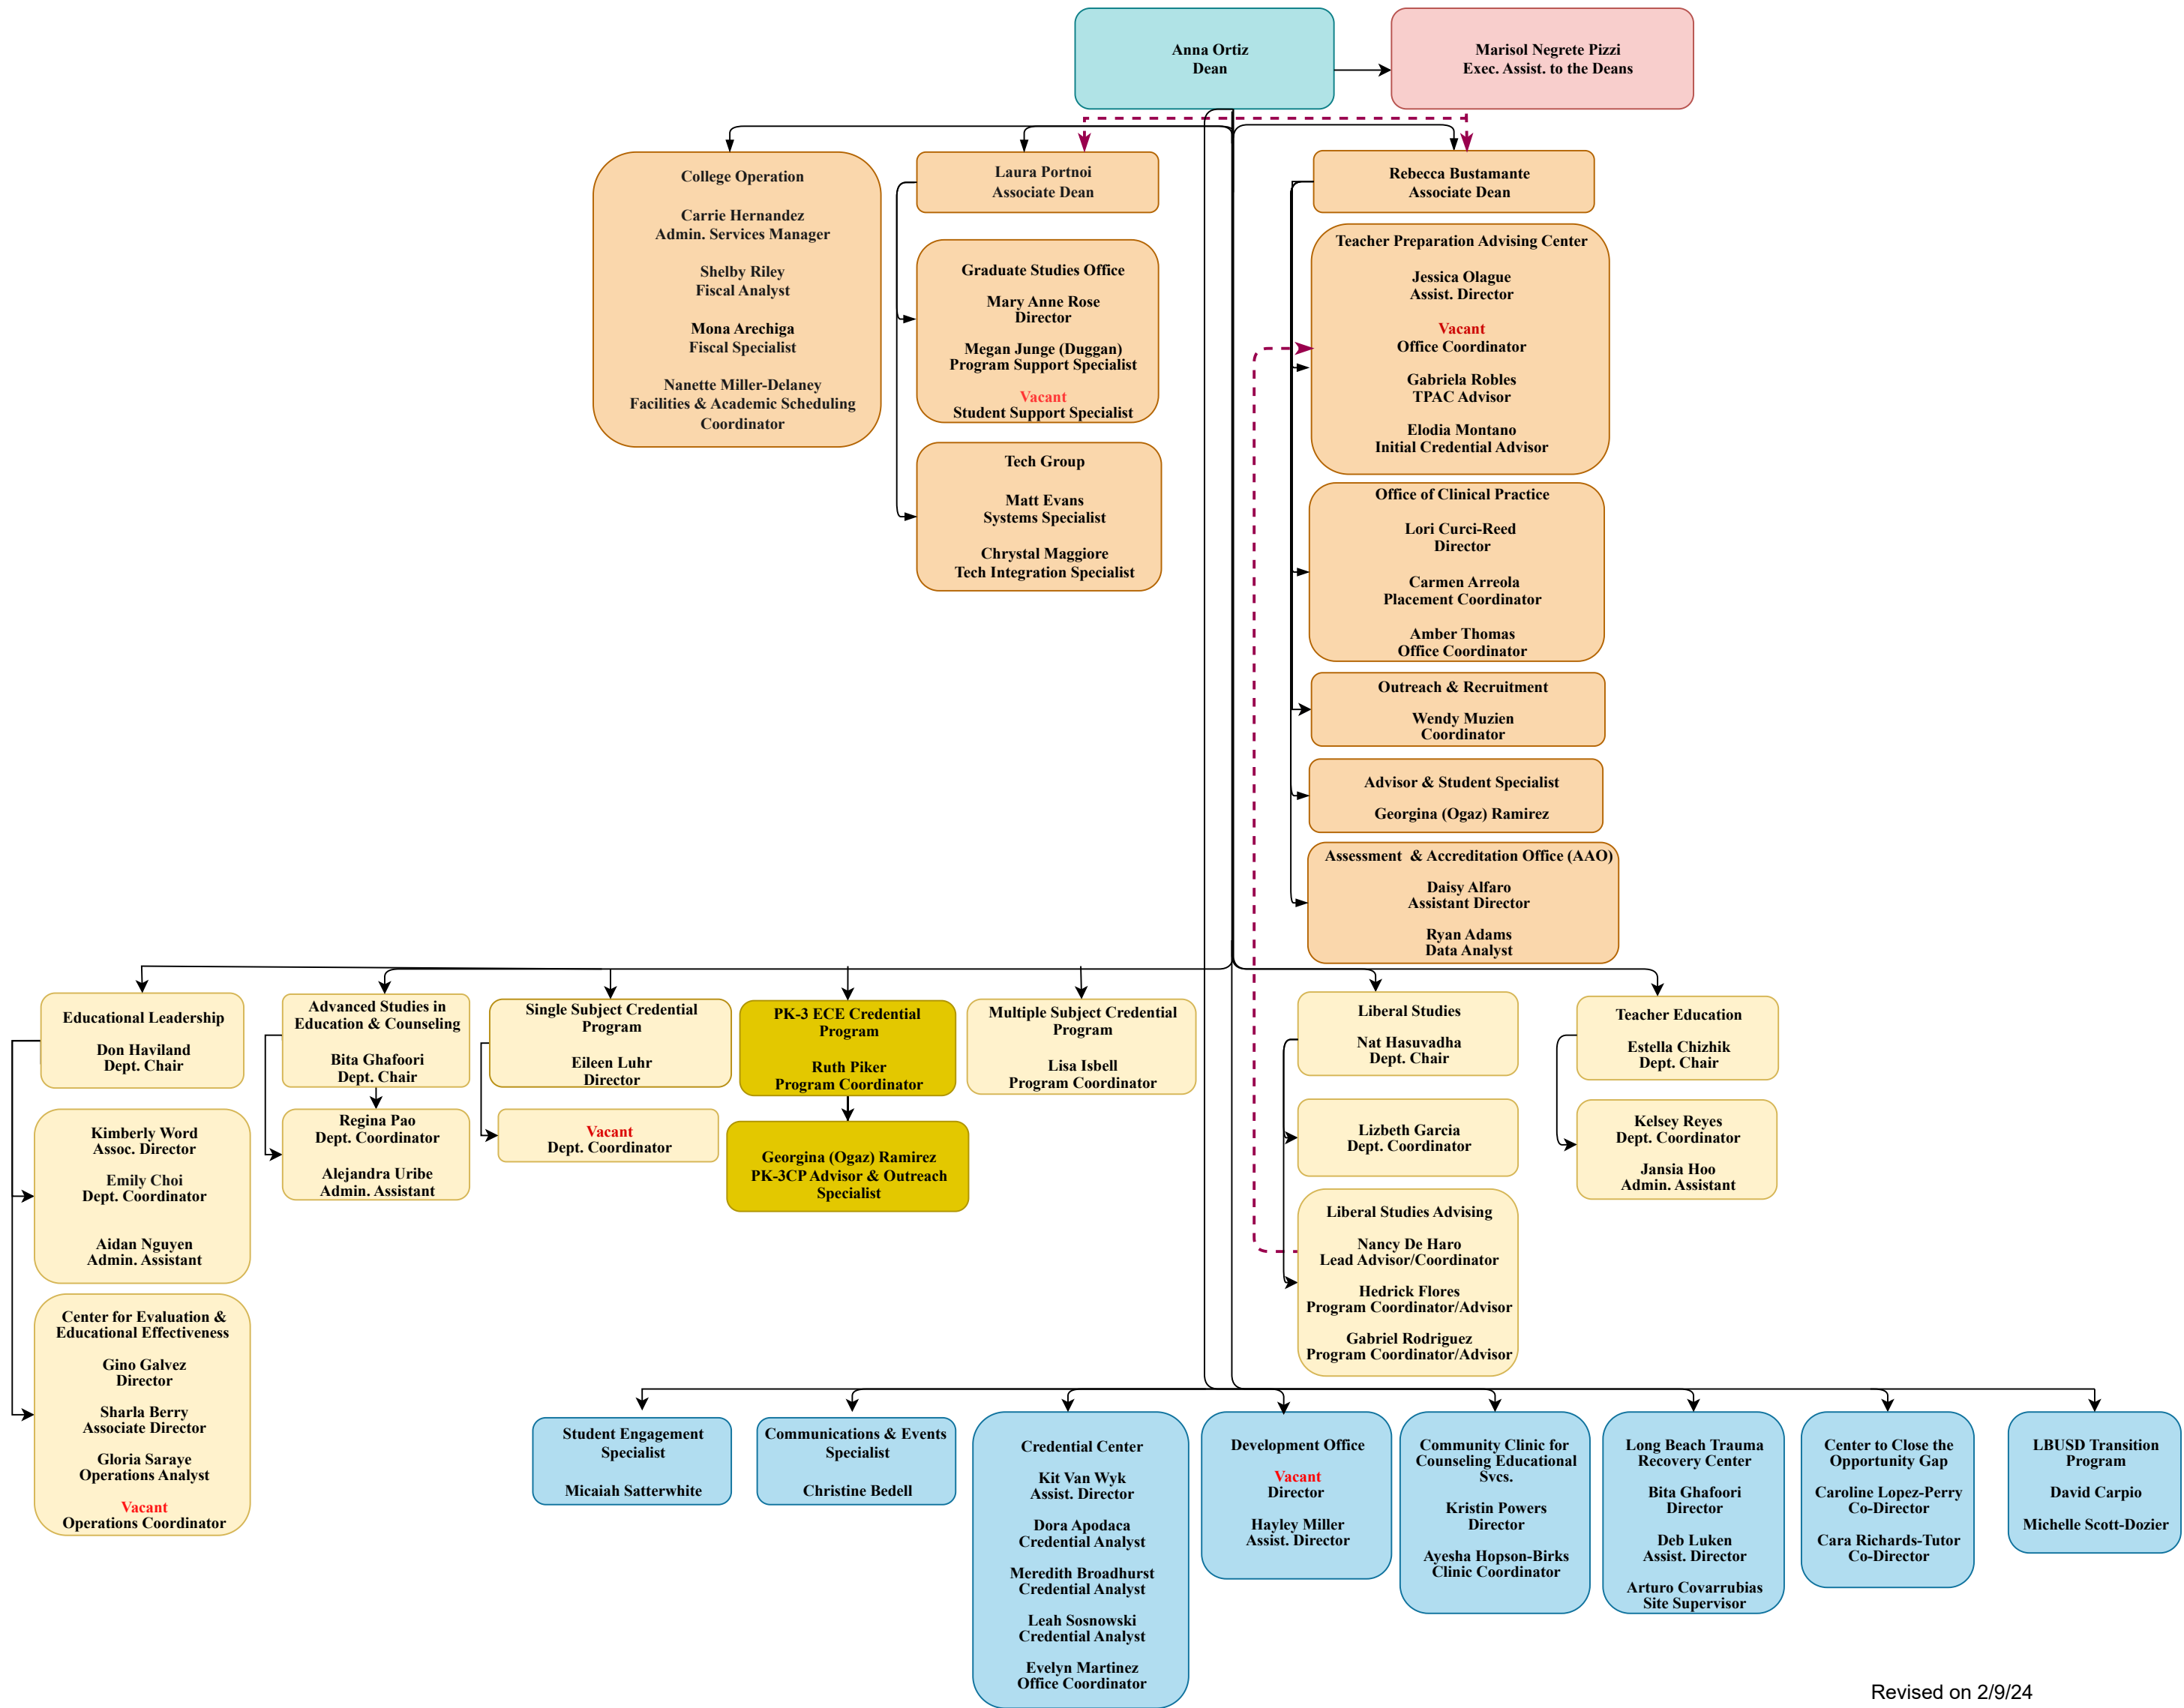 Anna Ortiz
Dean
Marisol Negrete Pizzi
Exec. Assist. to the Deans
College Operation
Carrie Hernandez
Admin. Services Manager
Shelby Riley
Fiscal Analyst
Mona Arechiga
Fiscal Specialist
Nanette Miller-Delaney
Facilities & Academic Scheduling
Coordinator
Laura Portnoi
Associate Dean
Graduate Studies Office
Mary Anne Rose
Director
Megan Junge (Duggan)
Program Support Specialist
Vacant
Student Support Specialist
Tech Group
Matt Evans
Systems Specialist
Chrystal Maggiore
Tech Integration Specialist
Rebecca Bustamante
Associate Dean
Teacher Preparation Advising Center
Jessica Olague
Assist. Director
Vacant
Office Coordinator
Gabriela Robles
TPAC Advisor
Elodia Montano
Initial Credential Advisor
Office of Clinical Practice
Lori Curci-Reed
Director
Carmen Arreola
Placement Coordinator
Amber Thomas
Office Coordinator
Outreach & Recruitment
Wendy Muzien
Coordinator
Advisor & Student Specialist
Georgina (Ogaz) Ramirez
Assessment & Accreditation Office (AAO)
Daisy Alfaro
Assistant Director
Ryan Adams
Data Analyst
Educational Leadership
Don Haviland
Dept. Chair
Kimberly Word
Assoc. Director
Emily Choi
Dept. Coordinator
Aidan Nguyen
Admin. Assistant
Center for Evaluation &
Educational Effectiveness
Gino Galvez
Director
Sharla Berry
Associate Director
Gloria Saraye
Operations Analyst
Vacant
Operations Coordinator
Advanced Studies in
Education & Counseling
Bita Ghafoori
Dept. Chair
Regina Pao
Dept. Coordinator
Alejandra Uribe
Admin. Assistant
Single Subject Credential
Program
Eileen Luhr
Director
Vacant
Dept. Coordinator
PK-3 ECE Credential
Program
Ruth Piker
Program Coordinator
Georgina (Ogaz) Ramirez
PK-3CP Advisor & Outreach
Specialist
Multiple Subject Credential
Program
Lisa Isbell
Program Coordinator
Liberal Studies
Nat Hasuvadha
Dept. Chair
Lizbeth Garcia
Dept. Coordinator
Liberal Studies Advising
Nancy De Haro
Lead Advisor/Coordinator
Hedrick Flores
Program Coordinator/Advisor
Gabriel Rodriguez
Program Coordinator/Advisor
Teacher Education
Estella Chizhik
Dept. Chair
Kelsey Reyes
Dept. Coordinator
Jansia Hoo
Admin. Assistant
Student Engagement
Specialist
Micaiah Satterwhite
Communications & Events
Specialist
Christine Bedell
Credential Center
Kit Van Wyk
Assist. Director
Dora Apodaca
Credential Analyst
Meredith Broadhurst
Credential Analyst
Leah Sosnowski
Credential Analyst
Evelyn Martinez
Office Coordinator
Development Office
Vacant
Director
Hayley Miller
Assist. Director
Community Clinic for
Counseling Educational
Svcs.
Kristin Powers
Director
Ayesha Hopson-Birks
Clinic Coordinator
Long Beach Trauma
Recovery Center
Bita Ghafoori
Director
Deb Luken
Assist. Director
Arturo Covarrubias
Site Supervisor
Center to Close the
Opportunity Gap
Caroline Lopez-Perry
Co-Director
Cara Richards-Tutor
Co-Director
LBUSD Transition
Program
David Carpio
Michelle Scott-Dozier
Revised on 2/9/24